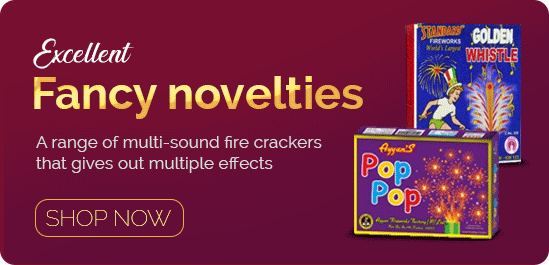 Excellent
Fancy novelties
A range of multi-sound fire crackers
that gives out multiple effects
SHOP NOW
"STANDARD"
FIREWORKS
World's Largest
GOLDEN
WHISTLE
Ayyan's
Pop
Pop